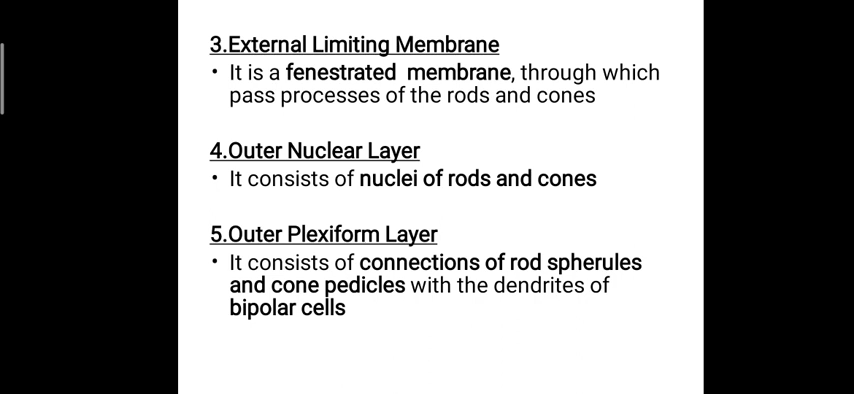 3.External Limiting Membrane
• It is a fenestrated  membrane, through which
pass processes of the rods and cones
4.Outer Nuclear Layer
• It consists of nuclei of rods and cones
5.Outer Plexiform Layer
• It consists of connections of rod spherules
and cone pedicles with the dendrites of
bipolar cells